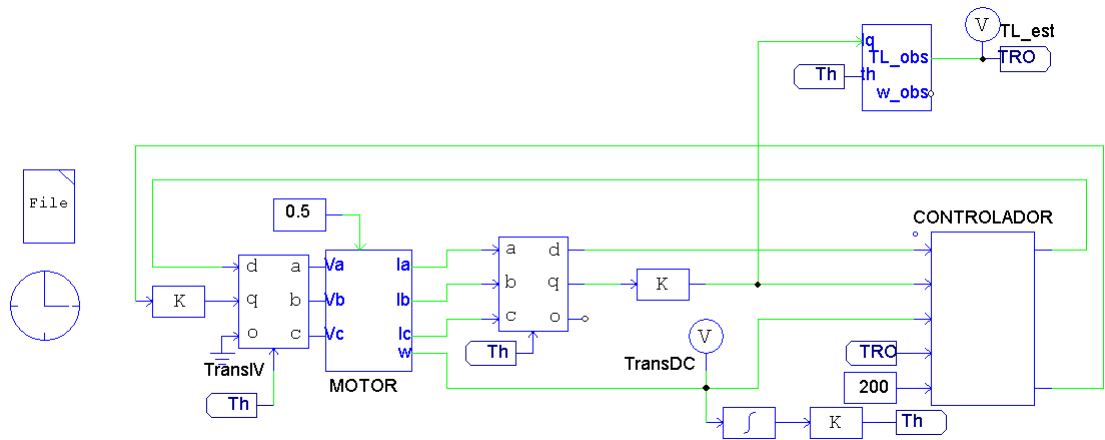 V
TL_est
Iq
TL_obs
TRO
Th
th
w_obs
File
0.5
CONTROLADOR
d
a
Va
Ia
a
d
K
q
b
Vb
Ib
b
q
K
o
c
Vc
Ic
c
o
w
Th
V
TRO
TransIV
TransDC
MOTOR
200
Th
∫
K
Th